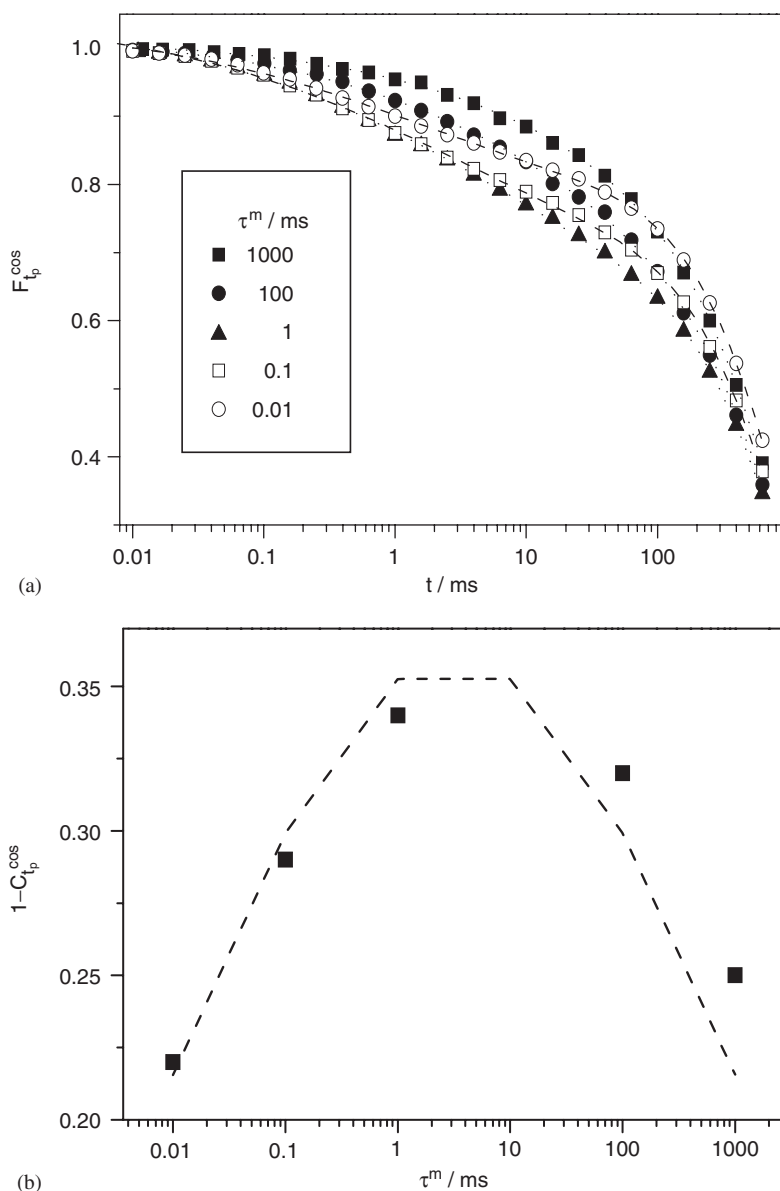 1.0
0.8
0.6
0.4
F_{t_p}^{cos}
τ^m / ms
1000
100
1
0.1
0.01
0.01 0.1 1 10 100
t / ms
(a)
0.35
0.30
0.25
0.20
1−C_{t_p}^{cos}
0.01 0.1 1 10 100 1000
τ^m / ms
(b)